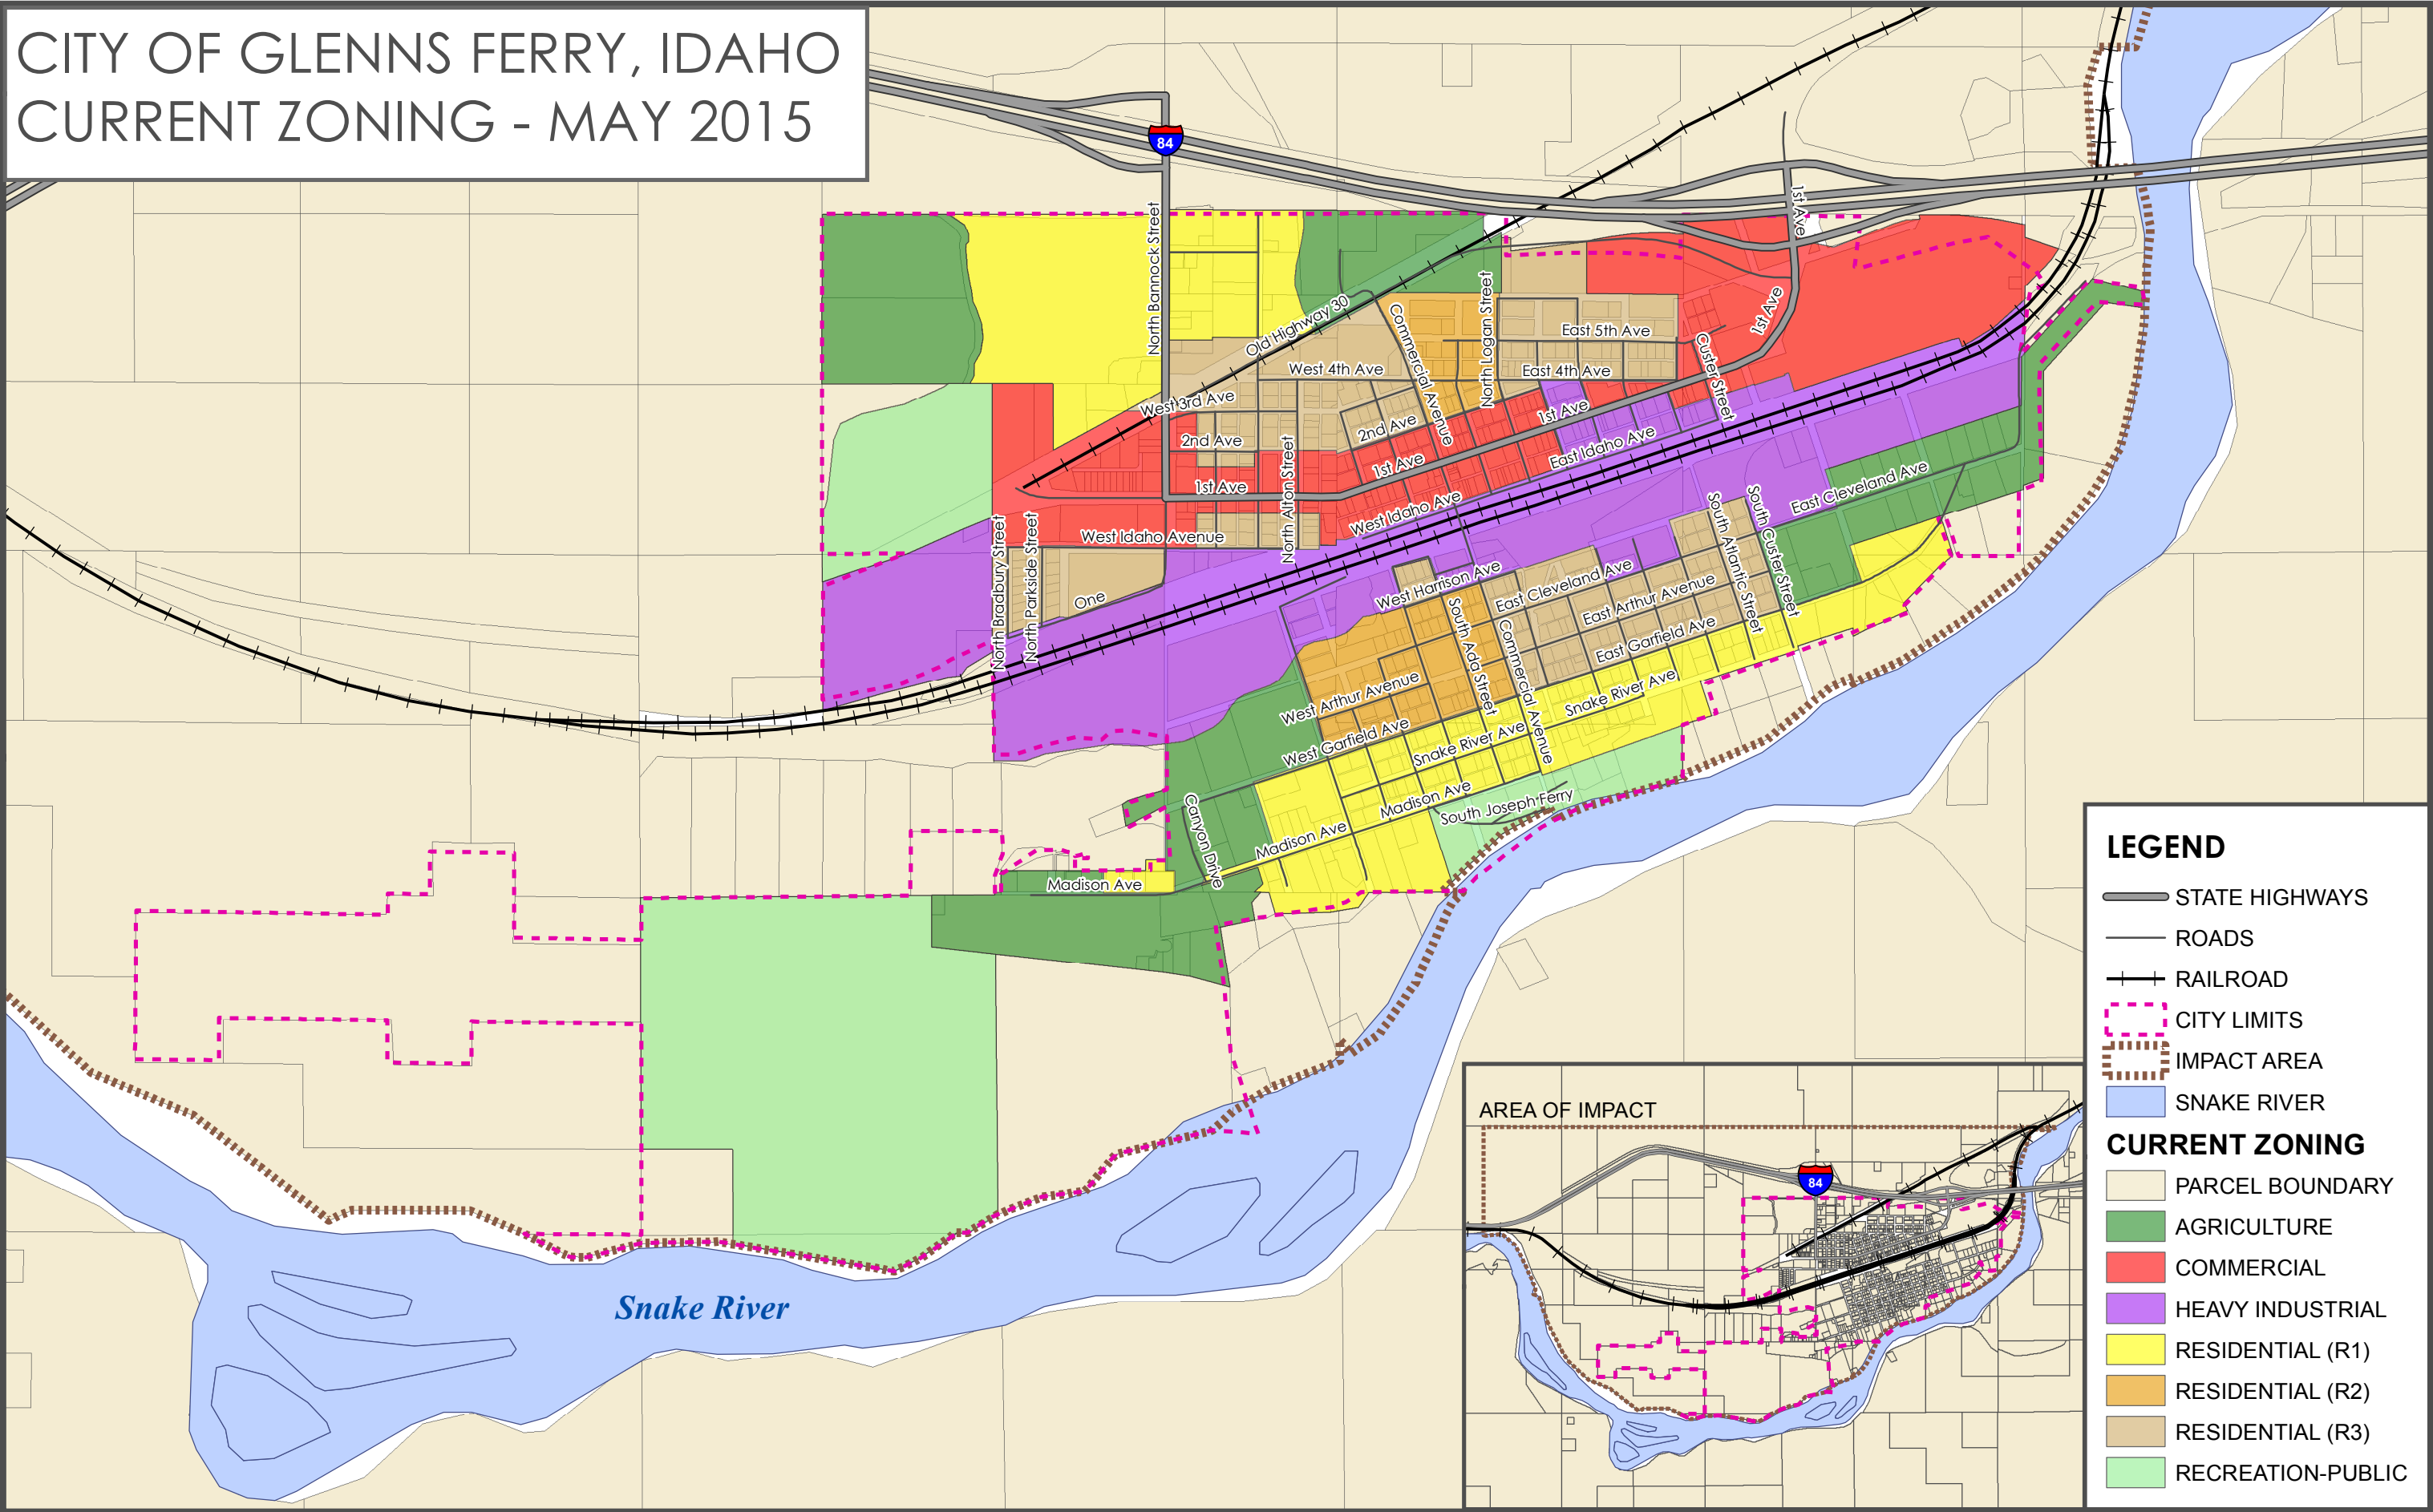 CITY OF GLENNS FERRY, IDAHO
CURRENT ZONING - MAY 2015
84
1st Ave
North Bannock Street
Old Highway 30
Commercial Avenue
North Logan Street
East 5th Ave
1st Ave
Custer Street
West 4th Ave
East 4th Ave
West 3rd Ave
2nd Ave
2nd Ave
1st Ave
East Idaho Ave
North Alton Street
1st Ave
1st Ave
West Idaho Ave
East Cleveland Ave
South Atlantic Street
South Custer Street
North Bradbury Street
North Parkside Street
West Idaho Avenue
One
West Harrison Ave
East Cleveland Ave
East Arthur Avenue
South Ada Street
Commercial Avenue
East Garfield Ave
West Arthur Avenue
Snake River Ave
West Garfield Ave
Snake River Ave
Canyon Drive
Madison Ave
South Joseph Ferry
Madison Ave
Madison Ave
Snake River
AREA OF IMPACT
84
LEGEND
STATE HIGHWAYS
ROADS
RAILROAD
CITY LIMITS
IMPACT AREA
SNAKE RIVER
CURRENT ZONING
PARCEL BOUNDARY
AGRICULTURE
COMMERCIAL
HEAVY INDUSTRIAL
RESIDENTIAL (R1)
RESIDENTIAL (R2)
RESIDENTIAL (R3)
RECREATION-PUBLIC